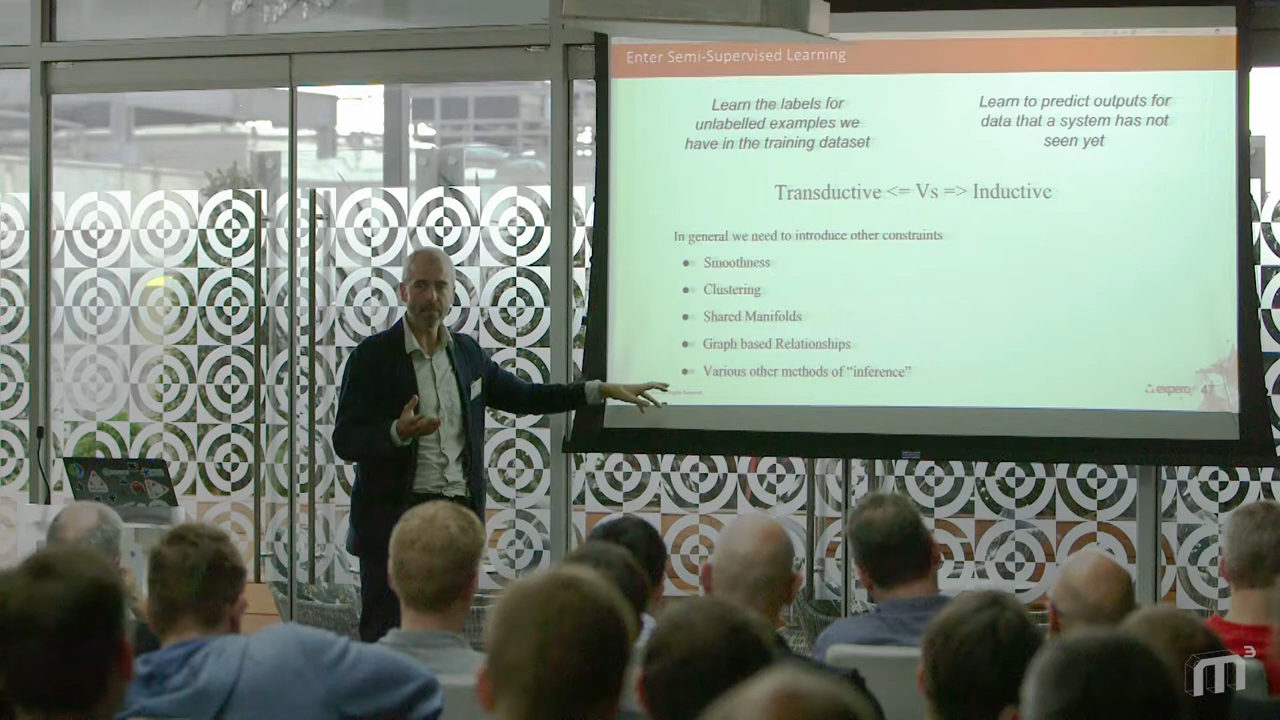 Enter Semi-Supervised Learning
Learn the labels for
unlabelled examples we
have in the training dataset
Learn to predict outputs for
data that a system has not
seen yet
Transductive <= Vs => Inductive
In general we need to introduce other constraints
● Smoothness
● Clustering
● Shared Manifolds
● Graph based Relationships
● Various other methods of “inference”
expero 47
M3